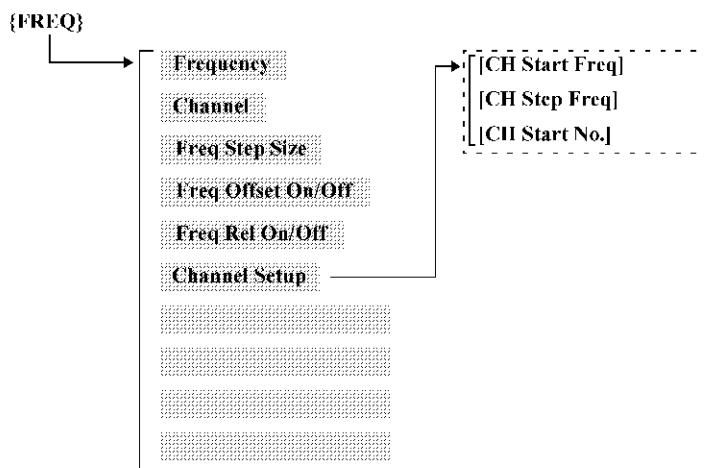 {FREQ}
Frequency
Channel
Freq Step Size
Freq Offset On/Off
Freq Rel On/Off
Channel Setup
[CH Start Freq]
[CH Step Freq]
[CH Start No.]